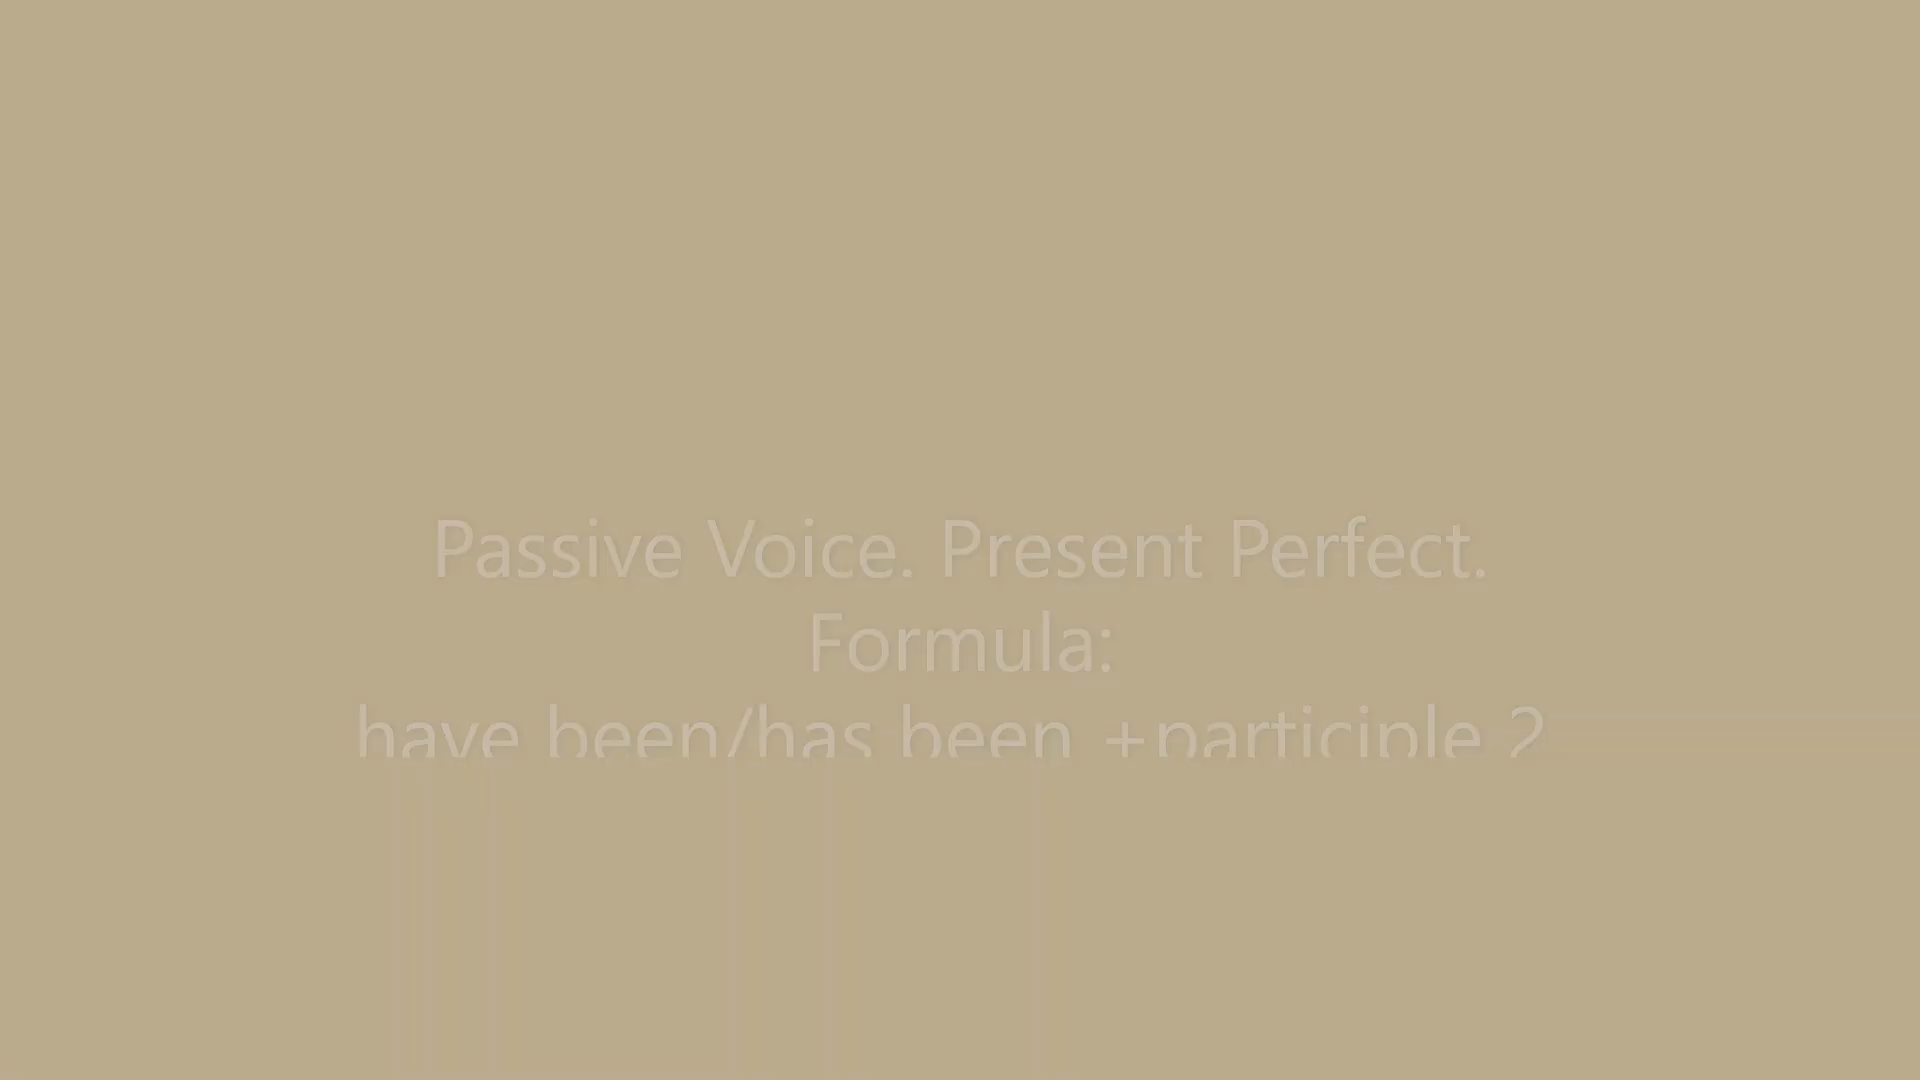 Passive Voice. Present Perfect.
Formula:
have been/has been +participle 2